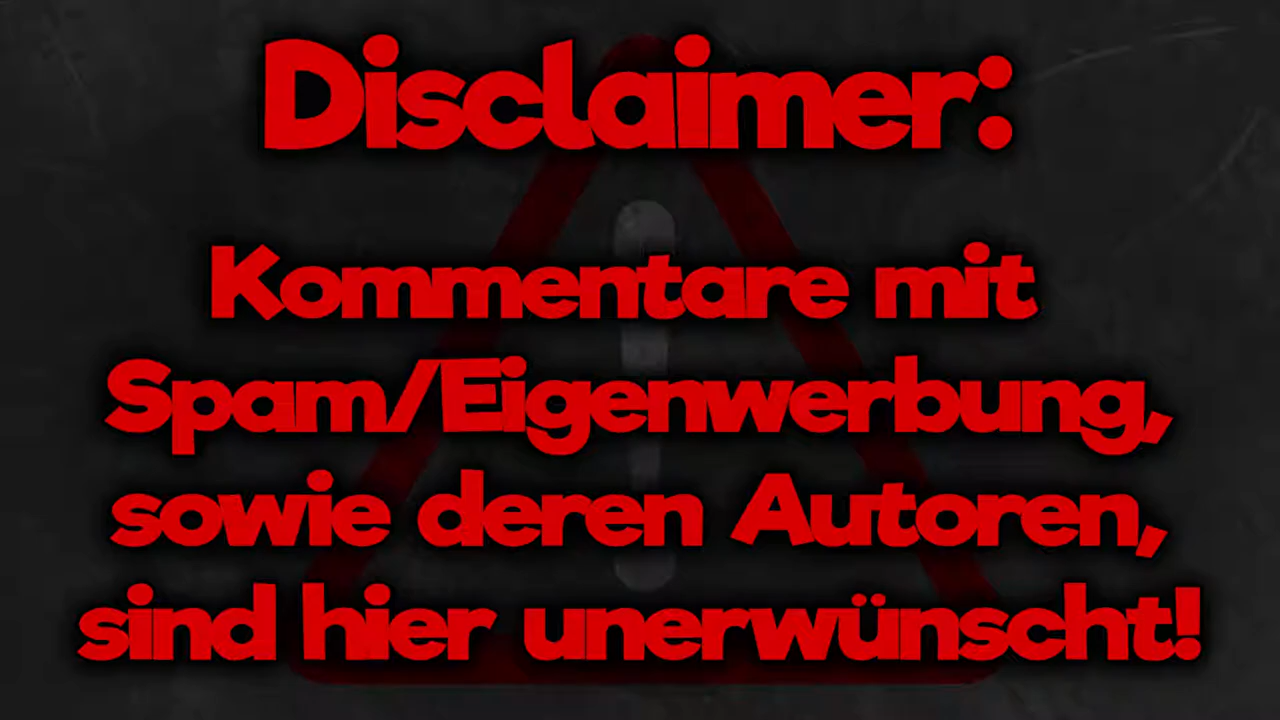 Disclaimer:
Kommentare mit
Spam/Eigenwerbung,
sowie deren Autoren,
sind hier unerwünscht!